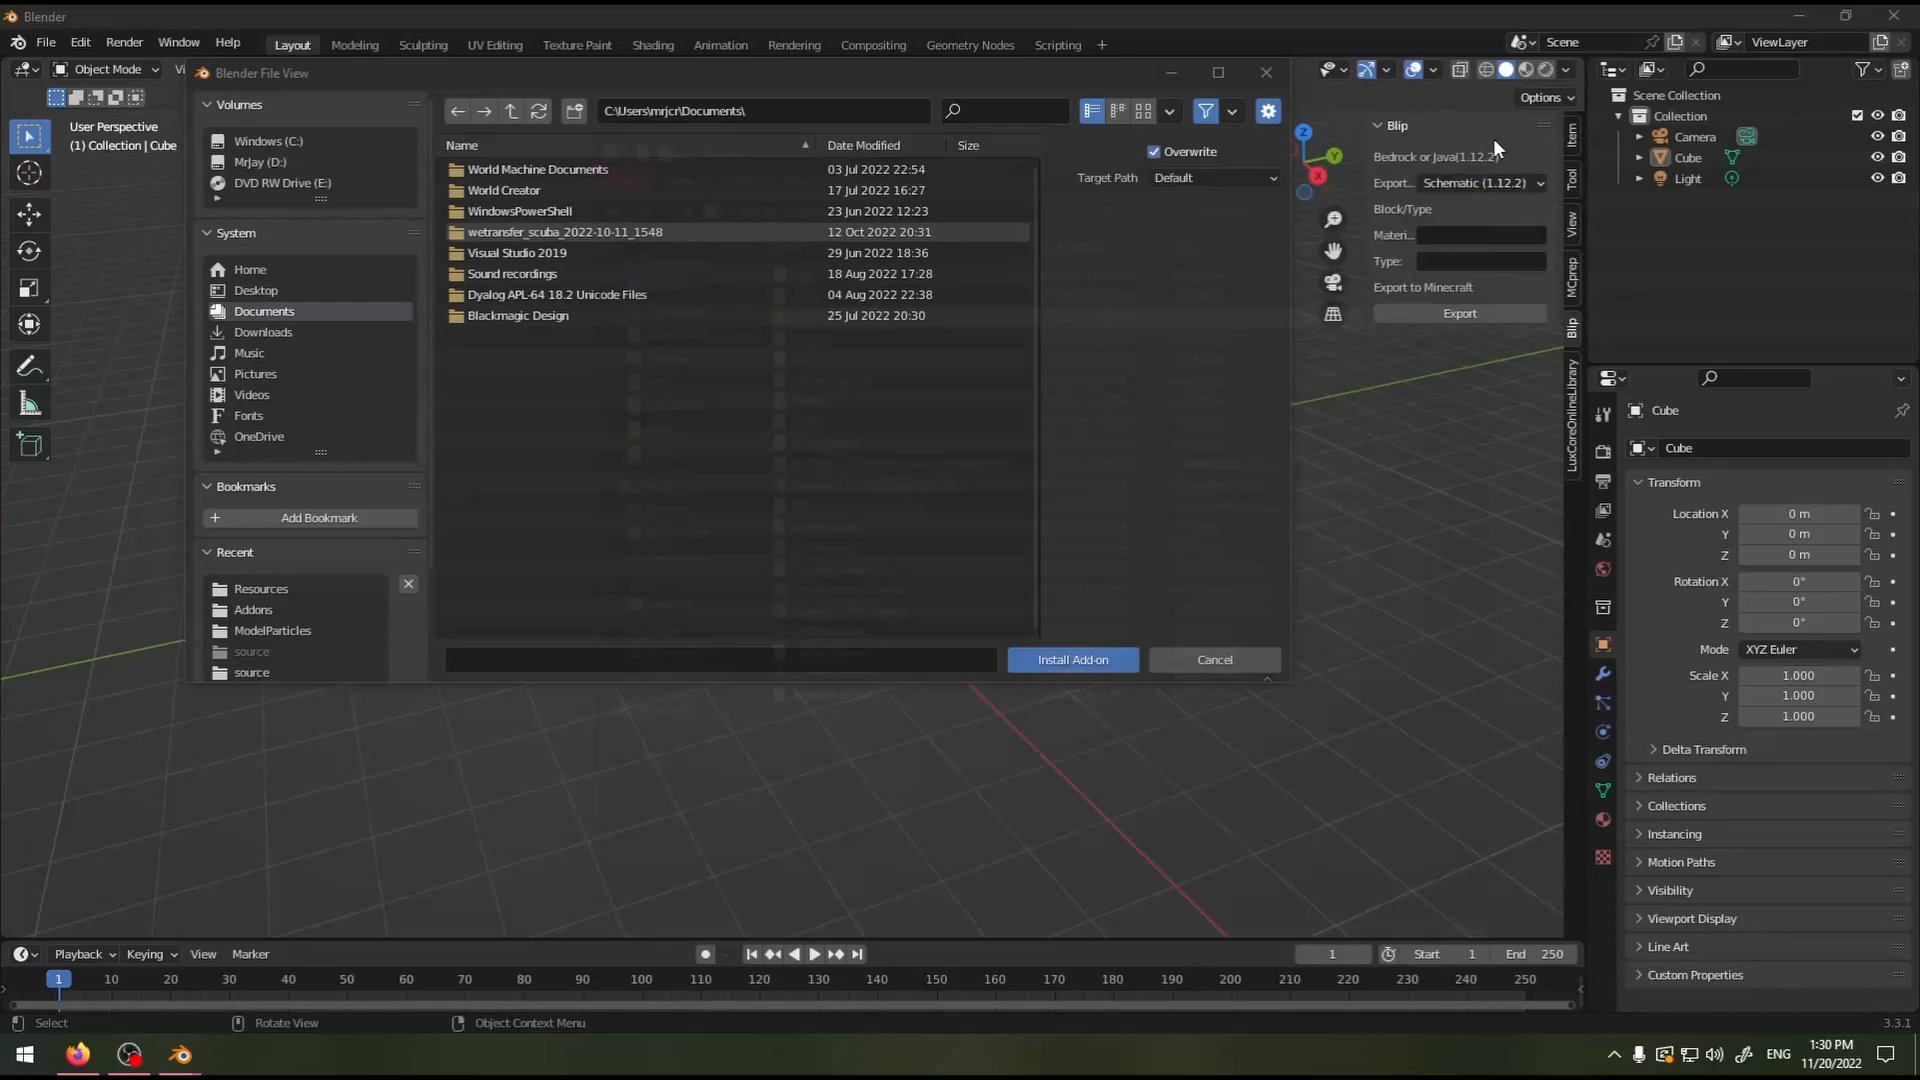 Blender
File Edit Render Window Help
Layout Modeling Sculpting UV Editing Texture Paint Shading Animation Rendering Compositing Geometry Nodes Scripting +
Scene
ViewLayer
Object Mode
Vi
User Perspective
(1) Collection | Cube
Blender File View
Volumes
Windows (C:)
MrJay (D:)
DVD RW Drive (E:)
System
Home
Desktop
Documents
Downloads
Music
Pictures
Videos
Fonts
OneDrive
Bookmarks
+ Add Bookmark
Recent
Resources
Addons
ModelParticles
source
source
C:\Users\mrjcr\Documents\
Name Date Modified Size
World Machine Documents 03 Jul 2022 22:54
World Creator 17 Jul 2022 16:27
WindowsPowerShell 23 Jun 2022 12:23
wetransfer_scuba_2022-10-11_1548 12 Oct 2022 20:31
Visual Studio 2019 29 Jun 2022 18:36
Sound recordings 18 Aug 2022 17:28
Dyalog APL-64 18.2 Unicode Files 04 Aug 2022 22:38
Blackmagic Design 25 Jul 2022 20:30
Overwrite
Target Path Default
Install Add-on Cancel
Options
Z
Y
X
Blip
Bedrock or Java(1.12.2)
Export... Schematic (1.12.2)
Block/Type
Materi...
Type:
Export to Minecraft
Export
Item
Tool
View
MCprep
Blip
LuxCoreOnlineLibrary
Scene Collection
Collection
Camera
Cube
Light
Cube
Cube
Transform
Location X 0 m
Y 0 m
Z 0 m
Rotation X 0°
Y 0°
Z 0°
Mode XYZ Euler
Scale X 1.000
Y 1.000
Z 1.000
Delta Transform
Relations
Collections
Instancing
Motion Paths
Visibility
Viewport Display
Line Art
Custom Properties
Playback Keying View Marker
1 Start 1 End 250
1 10 20 30 40 50 60 70 80 90 100 110 120 130 140 150 160 170 180 190 200 210 220 230 240 250
Select Rotate View Object Context Menu
3.3.1
ENG
1:30 PM
11/20/2022